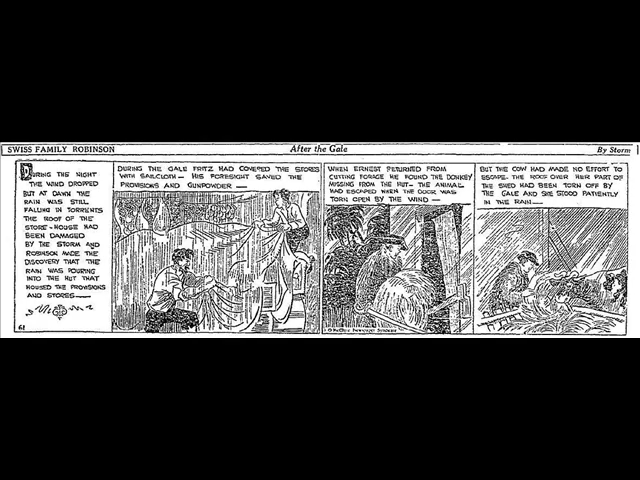 SWISS FAMILY ROBINSON
After the Gale
By Storm
DURING THE NIGHT
THE WIND DROPPED
BUT AT DAWN THE
RAIN WAS STILL
FALLING IN TORRENTS
THE ROOF OF THE
STORE-HOUSE HAD
BEEN DAMAGED
BY THE STORM AND
ROBINSON MADE THE
DISCOVERY THAT THE
RAIN WAS POURING
INTO THE HUT THAT
HOUSED THE PROVISIONS
AND STORES—
61
DURING THE GALE FRITZ HAD COVERED THE STORES
WITH SAILCLOTH — HIS FORESIGHT SAVED THE
PROVISIONS AND GUNPOWDER —
WHEN ERNEST RETURNED FROM
CUTTING FORAGE HE FOUND THE DONKEY
MISSING FROM THE HUT— THE ANIMAL
HAD ESCAPED WHEN THE DOOR WAS
TORN OPEN BY THE WIND —
BUT THE COW HAD MADE NO EFFORT TO
ESCAPE. THE ROOF OVER HER PART OF
THE SHED HAD BEEN TORN OFF BY
THE GALE AND SHE STOOD PATIENTLY
IN THE RAIN —